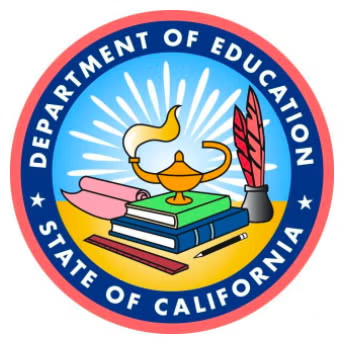 DEPARTMENT OF EDUCATION
STATE OF CALIFORNIA